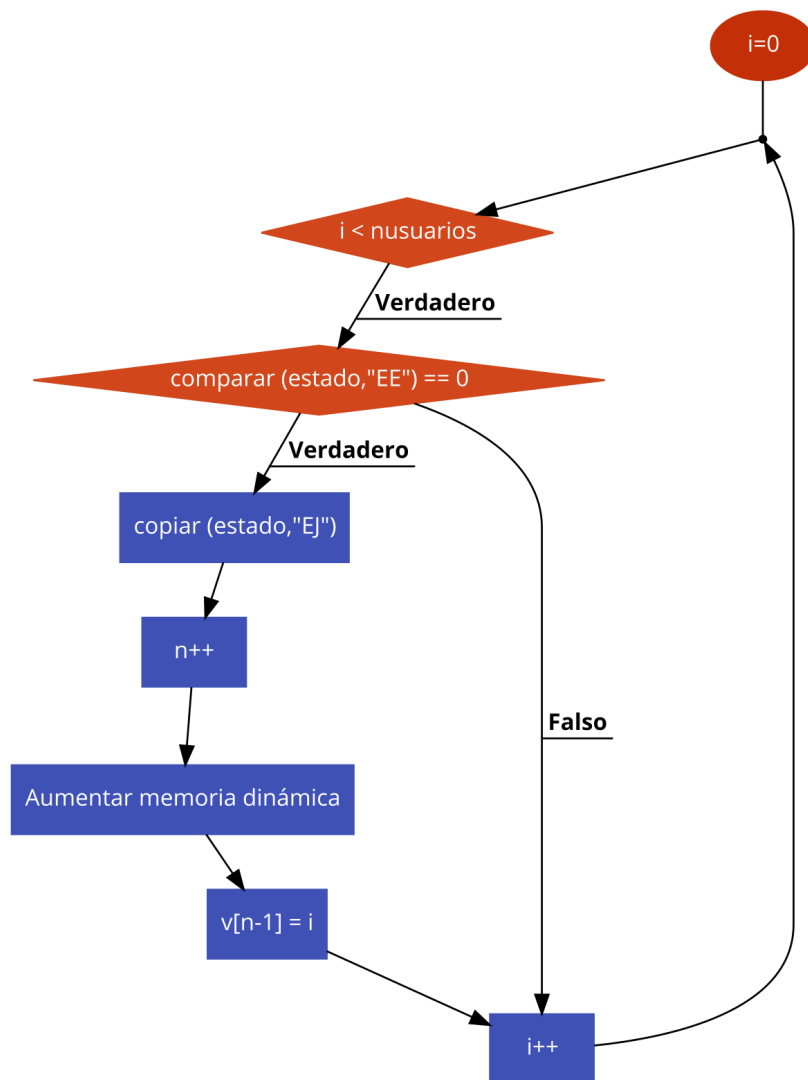 i=0
i < nusuarios
Verdadero
comparar (estado,"EE") == 0
Verdadero
copiar (estado,"EJ")
n++
Falso
Aumentar memoria dinámica
v[n-1] = i
i++